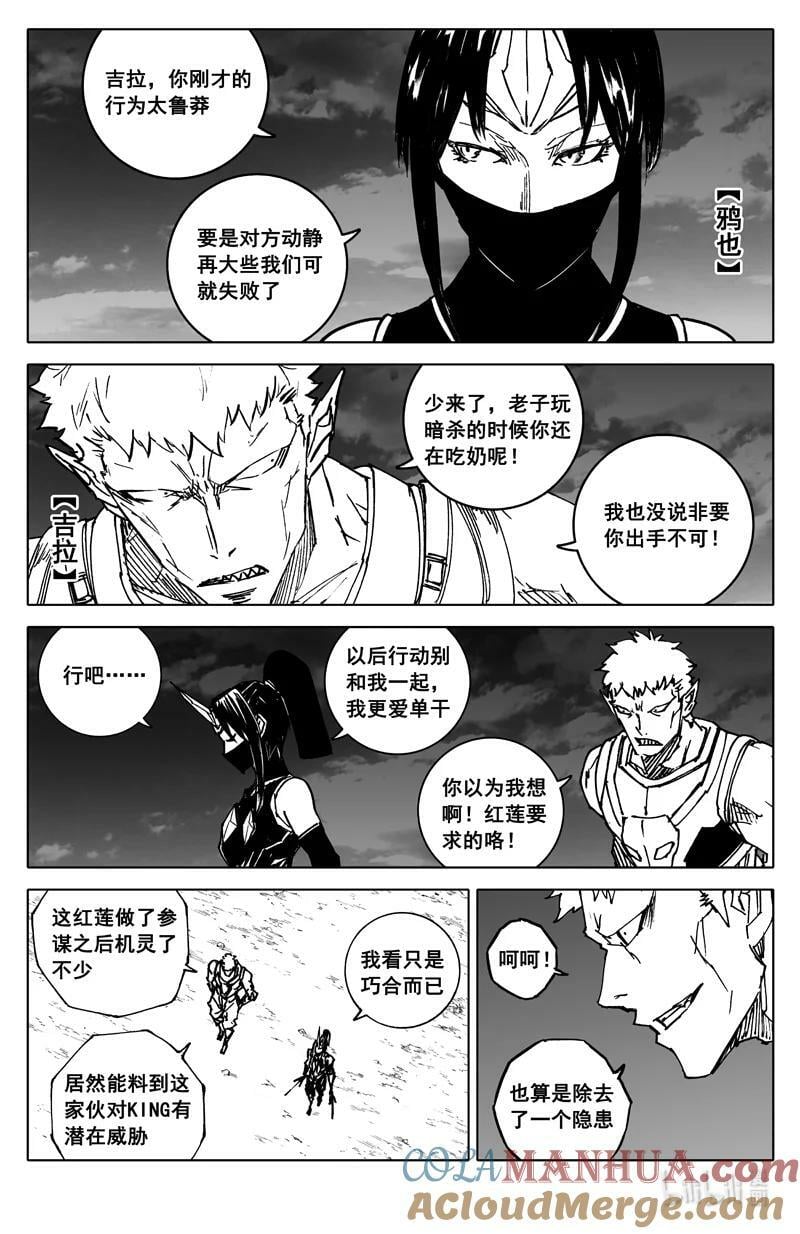 吉拉，你刚才的
行为太鲁莽
要是对方动静
再大些我们可
就失败了
【鸦也】
少来了，老子玩
暗杀的时候你还
在吃奶呢！
我也没说非要
你出手不可！
【吉拉】
行吧……
以后行动别
和我一起，
我更爱单干
你以为我想
啊！红莲要
求的咯！
这红莲做了参
谋之后机灵了
不少
我看只是
巧合而已
居然能料到这
家伙对KING有
潜在威胁
呵呵！
也算是除去
了一个隐患
COLAMANHUA.COM
ACloudMerge.com